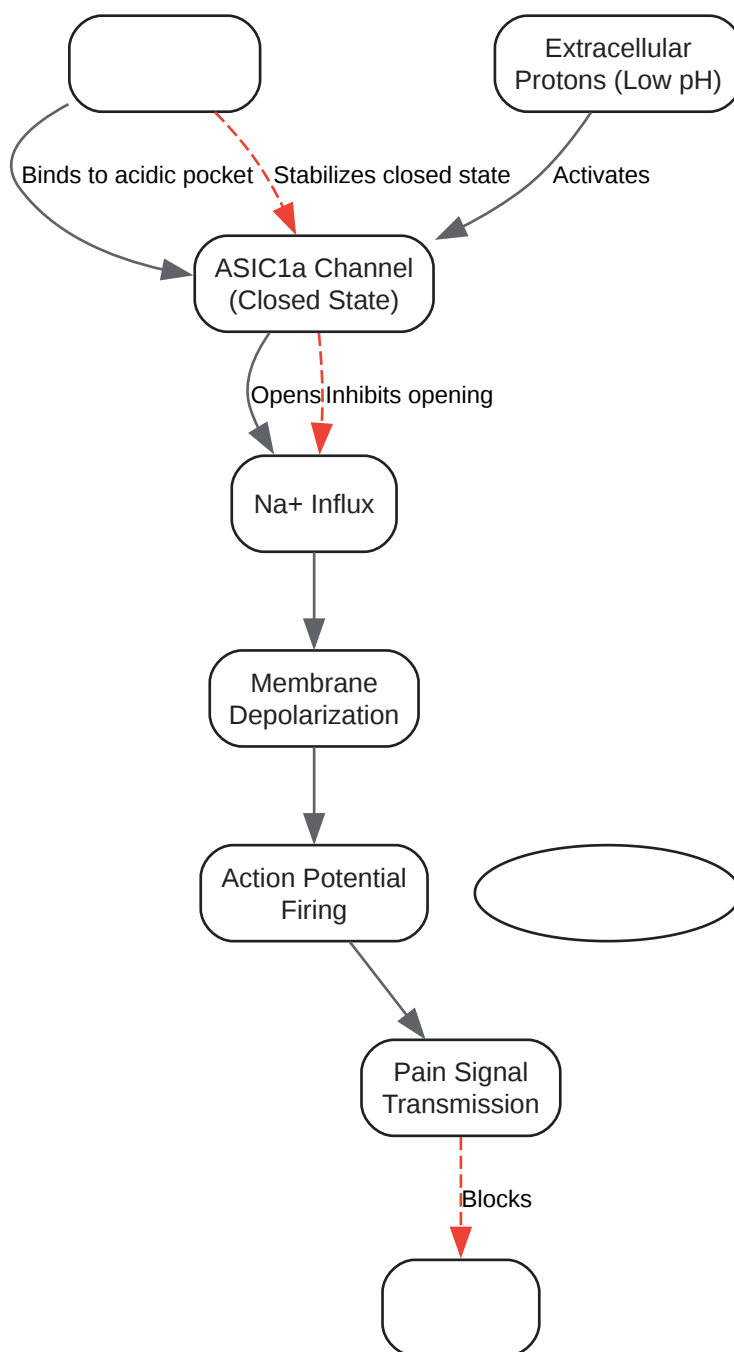 Extracellular
Protons (Low pH)
Binds to acidic pocket
Stabilizes closed state
Activates
ASIC1a Channel
(Closed State)
Opens
Inhibits opening
Na+ Influx
Membrane
Depolarization
Action Potential
Firing
Pain Signal
Transmission
Blocks